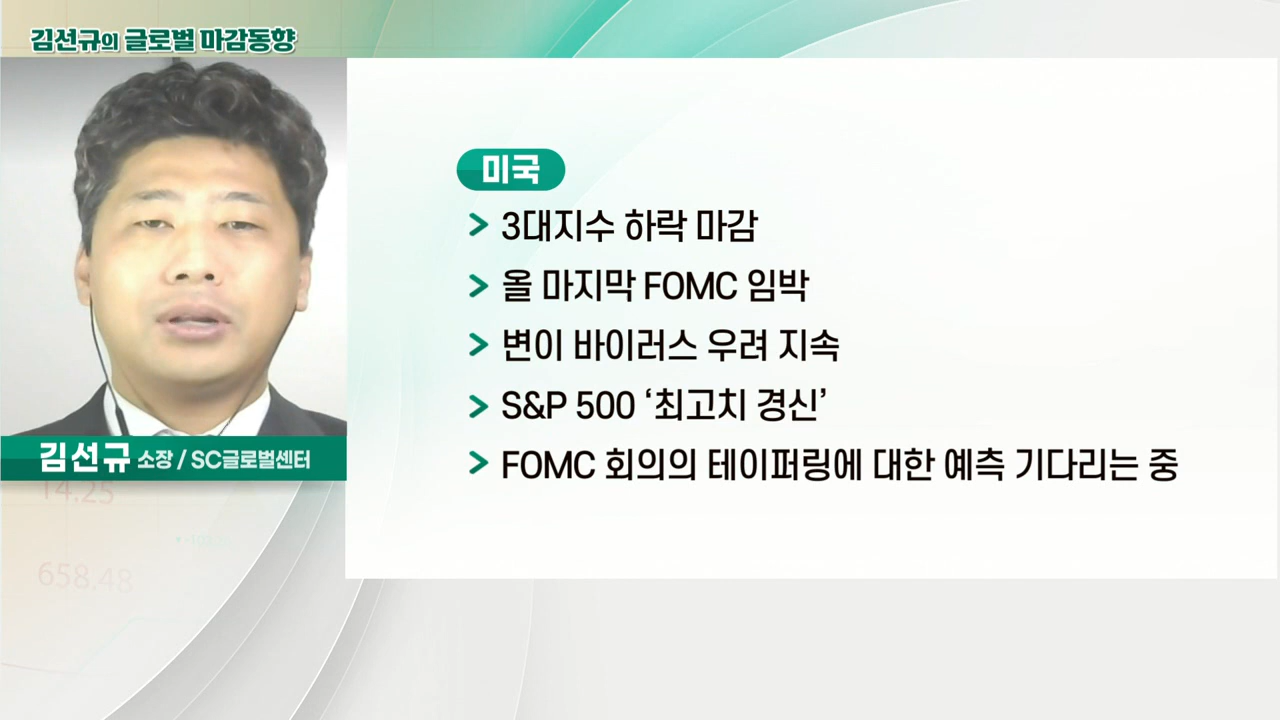 김선규의 글로벌 마감동향
미국
3대지수 하락 마감
올 마지막 FOMC 임박
변이 바이러스 우려 지속
S&P 500 ‘최고치 경신’
FOMC 회의의 테이퍼링에 대한 예측 기다리는 중
김선규 소장 / SC글로벌센터
14.25
658.48